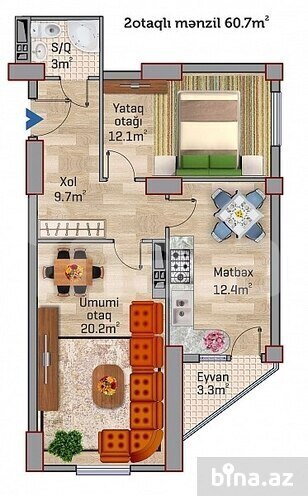 2otaqlı mənzil 60.7m²
S/Q
3m²
Yataq
otağı
12.1m²
Xol
9.7m²
Mətbəx
12.4m²
Ümumi
otaq
20.2m²
Eyvan
3.3m²
bina.az